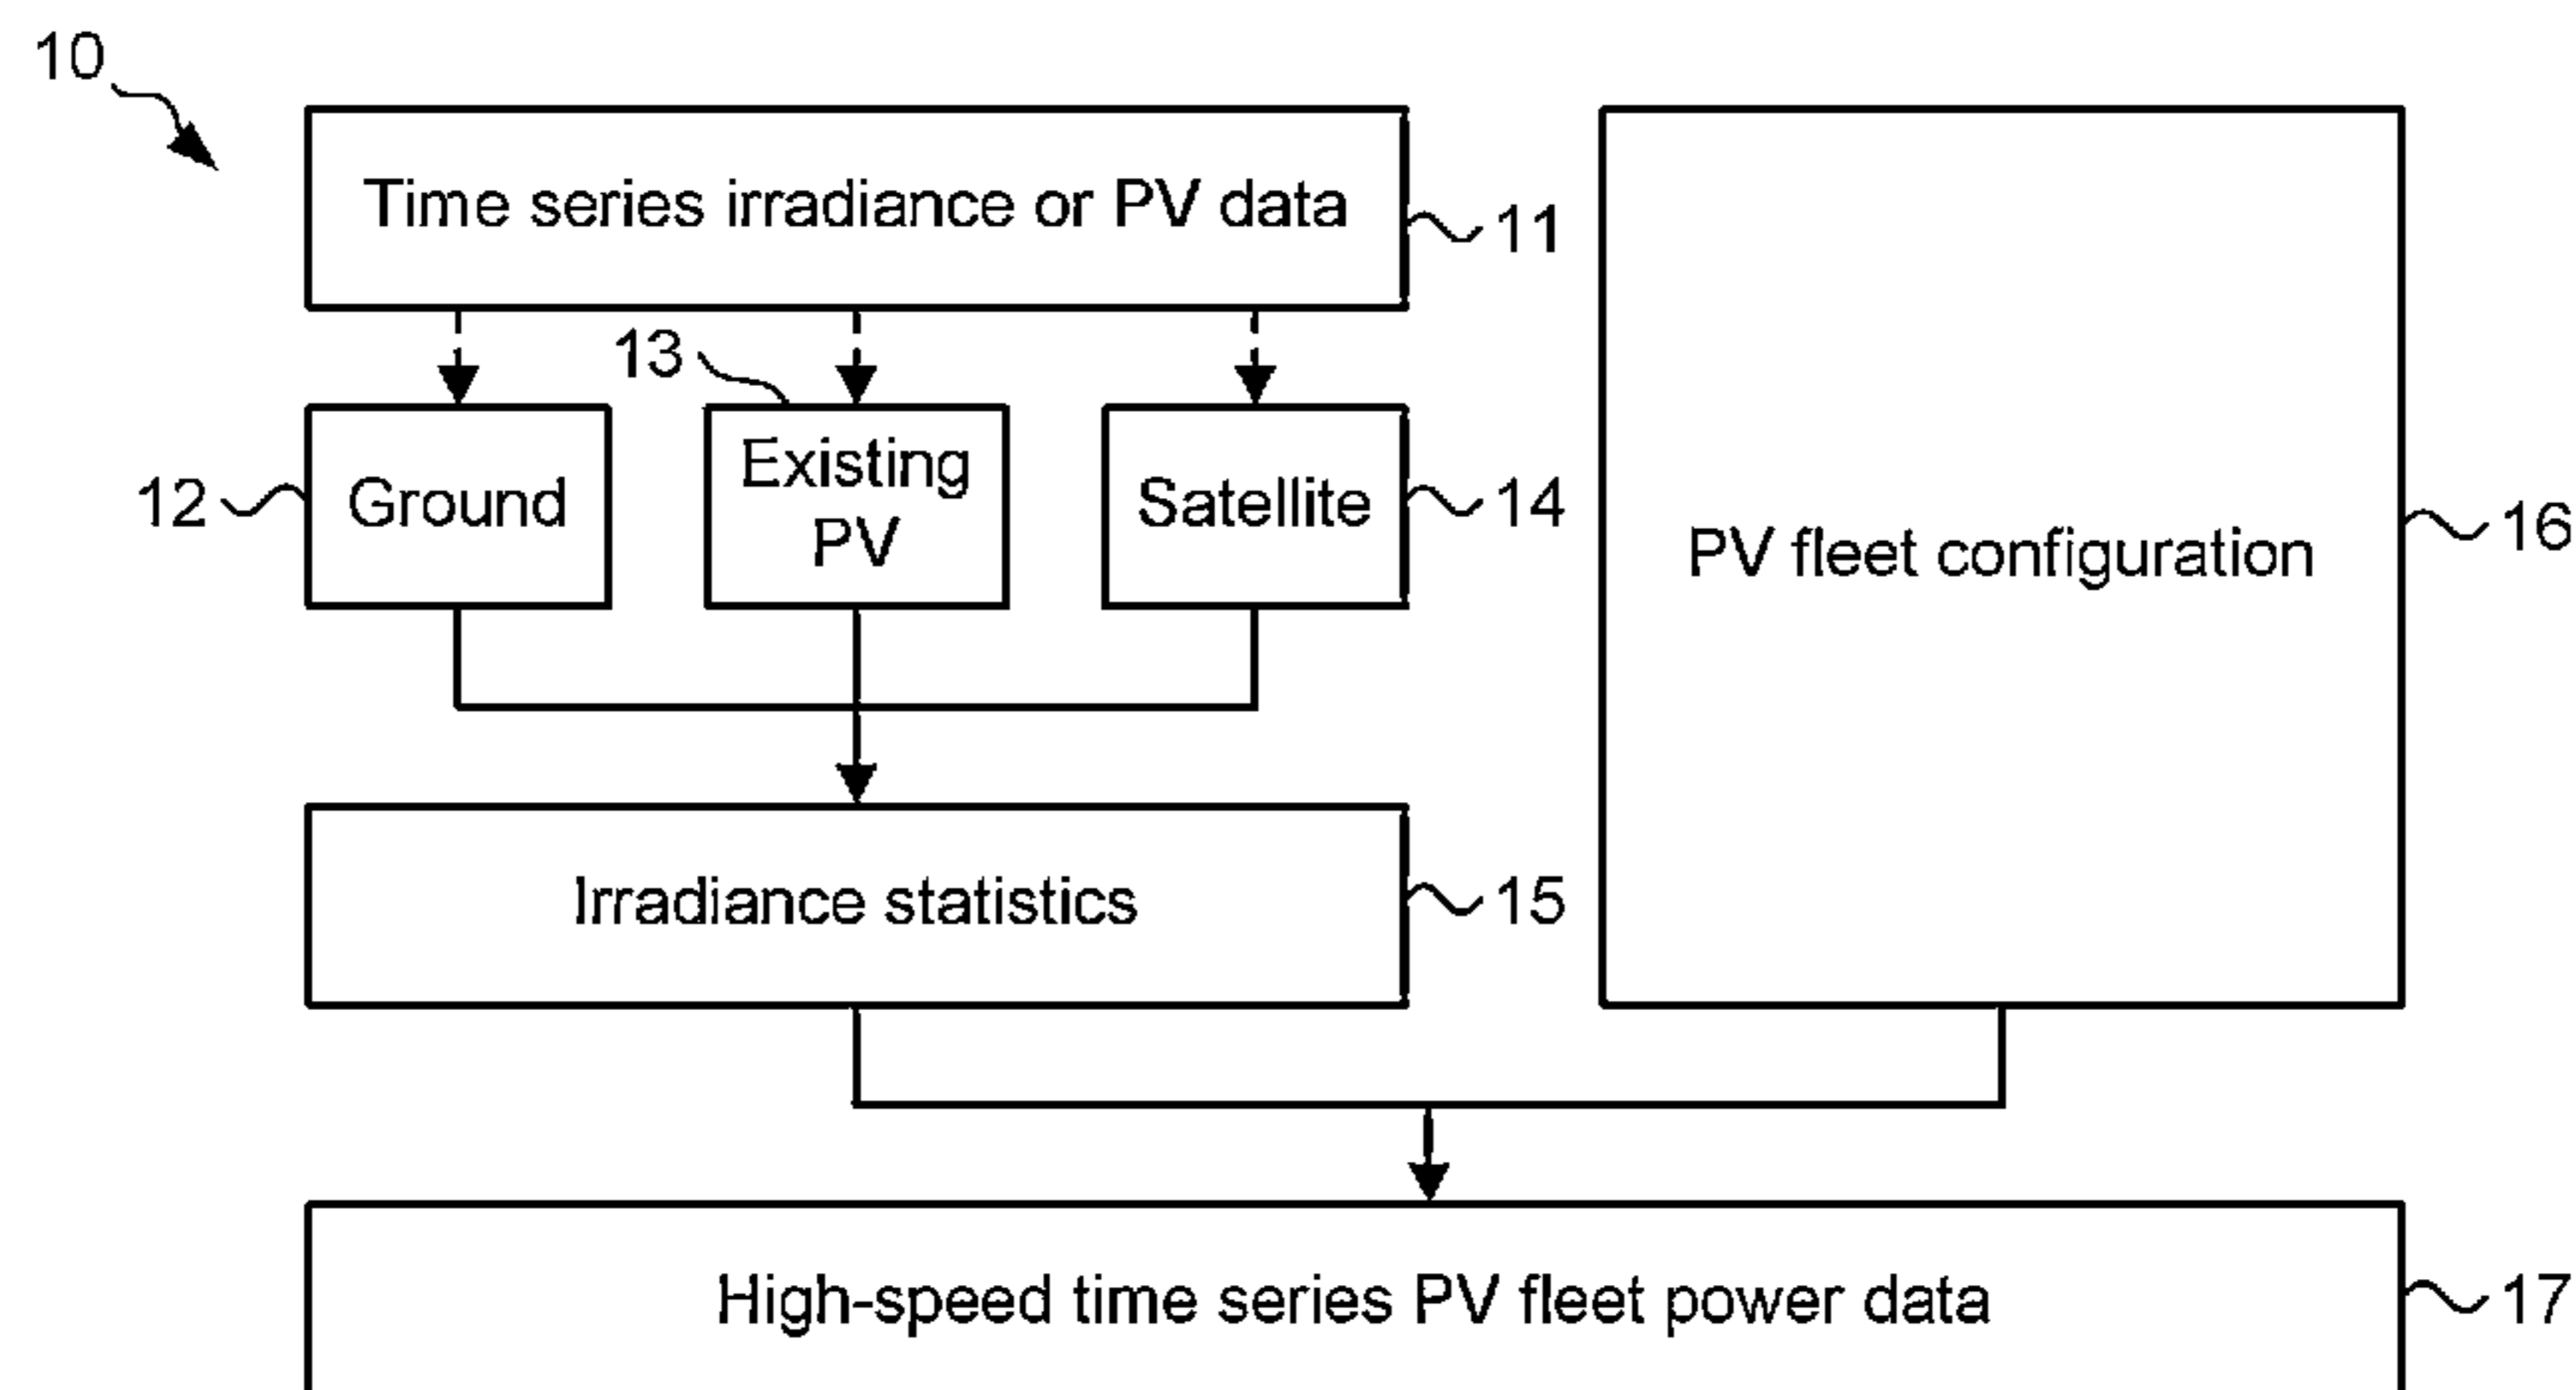 10
Time series irradiance or PV data
11
13
12
Ground
Existing
PV
Satellite
14
PV fleet configuration
16
Irradiance statistics
15
High-speed time series PV fleet power data
17